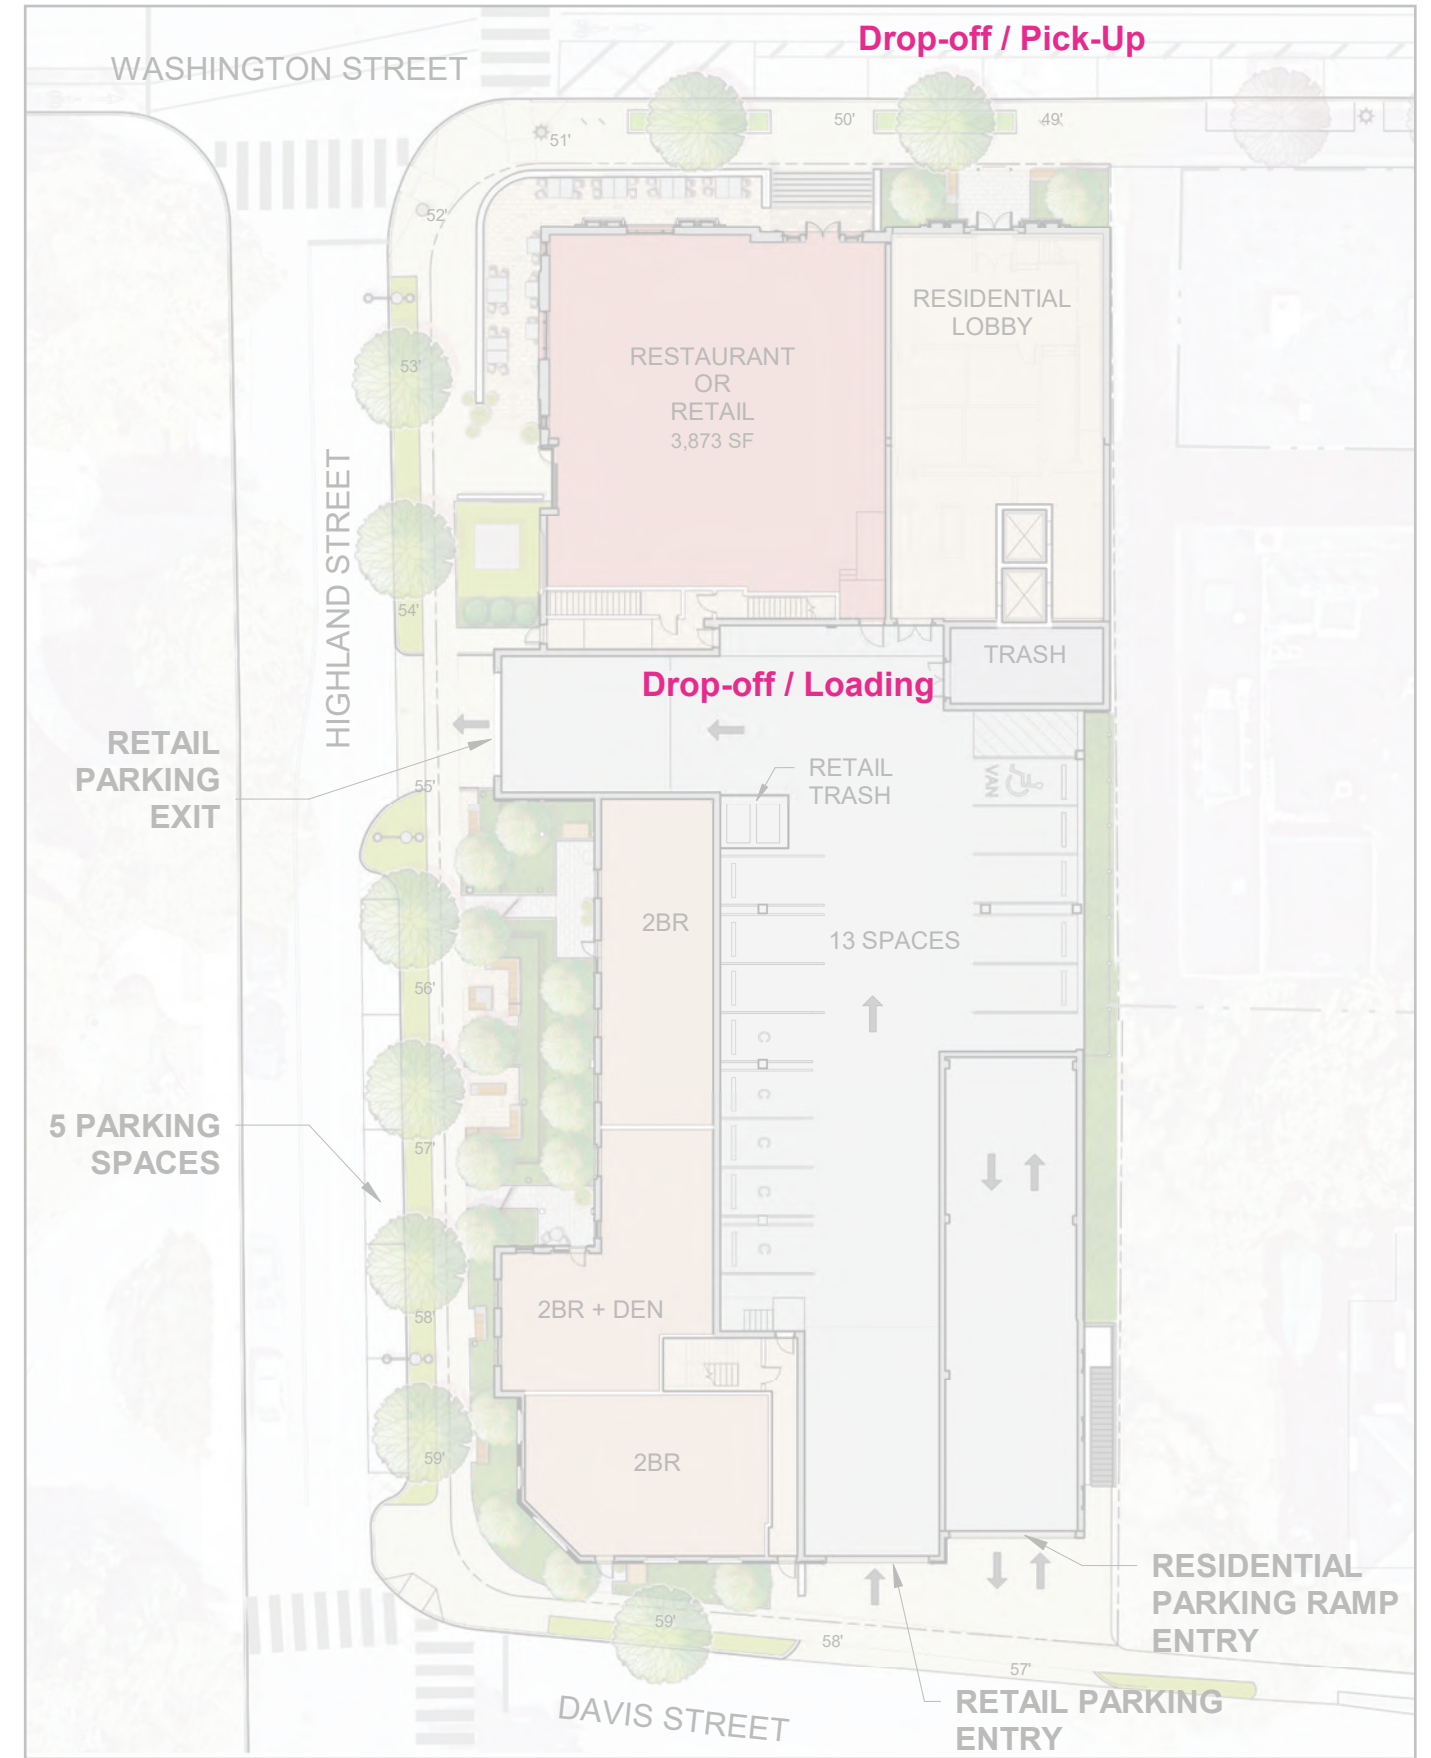 Drop-off / Pick-Up
WASHINGTON STREET
51'
50'
49'
52'
RESIDENTIAL
LOBBY
RESTAURANT
OR
RETAIL
3,873 SF
53'
HIGHLAND STREET
54'
TRASH
Drop-off / Loading
RETAIL
PARKING
EXIT
RETAIL
TRASH
VAN
55'
2BR
13 SPACES
56'
C
C
5 PARKING
SPACES
57'
C
C
C
2BR + DEN
58'
59'
2BR
RESIDENTIAL
PARKING RAMP
ENTRY
59'
58'
57'
RETAIL PARKING
ENTRY
DAVIS STREET